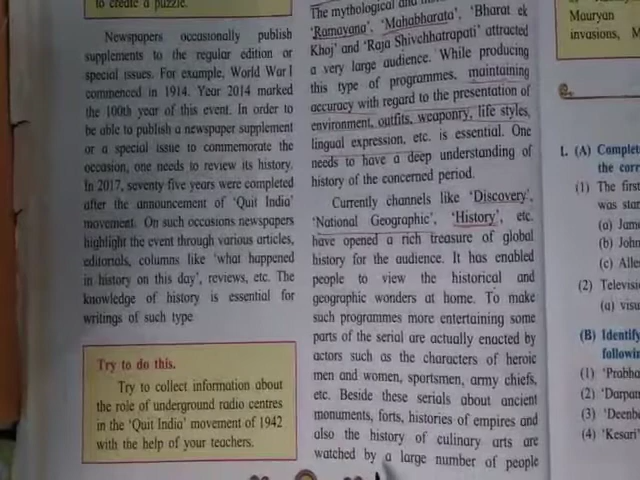 to create a puzzle.
Newspapers occasionally publish
supplements to the regular edition or
special issues. For example, World War I
commenced in 1914. Year 2014 marked
the 100th year of this event. In order to
be able to publish a newspaper supplement
or a special issue to commemorate the
occasion, one needs to review its history.
In 2017, seventy five years were completed
after the announcement of 'Quit India'
movement. On such occasions newspapers
highlight the event through various articles,
editorials, columns like 'what happened
in history on this day', reviews, etc. The
knowledge of history is essential for
writings of such type
Try to do this.
Try to collect information about
the role of underground radio centres
in the 'Quit India' movement of 1942
with the help of your teachers.
The mythological and
'Ramayana', 'Mahabharata', 'Bharat ek
Khoj' and 'Raja Shivchhatrapati' attracted
a very large audience. While producing
this type of programmes, maintaining
accuracy with regard to the presentation of
environment, outfits, weaponry, life styles,
lingual expression, etc. is essential. One
needs to have a deep understanding of
history of the concerned period.
Currently channels like 'Discovery',
'National Geographic', 'History', etc.
have opened a rich treasure of global
history for the audience. It has enabled
people to view the historical and
geographic wonders at home. To make
such programmes more entertaining some
parts of the serial are actually enacted by
actors such as the characters of heroic
men and women, sportsmen, army chiefs,
etc. Beside these serials about ancient
monuments, forts, histories of empires and
also the history of culinary arts are
watched by a large number of people
Mauryan
invasions, M
1. (A) Complet
the corr
(1) The first
was star
(a) Jame
(b) John
(c) Alle
(2) Televisi
(a) visu
(B) Identify
followin
(1) 'Prabha
(2) 'Darpan
(3) 'Deenba
(4) 'Kesari'